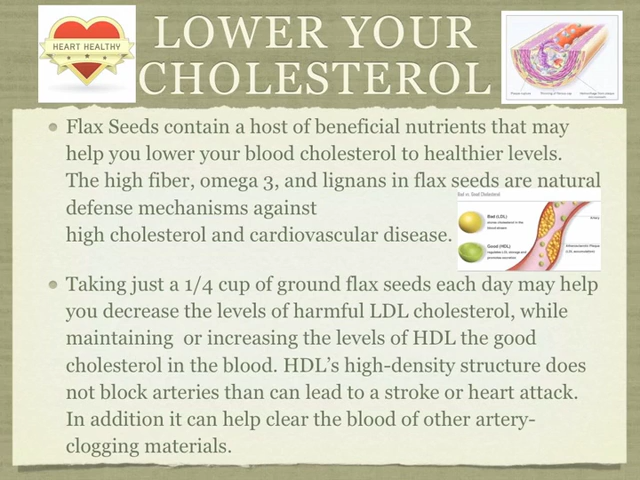 HEART HEALTHY
LOWER YOUR
CHOLESTEROL
Flax Seeds contain a host of beneficial nutrients that may
help you lower your blood cholesterol to healthier levels.
The high fiber, omega 3, and lignans in flax seeds are natural
defense mechanisms against
high cholesterol and cardiovascular disease.
Bad vs. Good Cholesterol
Bad (LDL)
Good (HDL)
Taking just a 1/4 cup of ground flax seeds each day may help
you decrease the levels of harmful LDL cholesterol, while
maintaining  or increasing the levels of HDL the good
cholesterol in the blood. HDL’s high-density structure does
not block arteries than can lead to a stroke or heart attack.
In addition it can help clear the blood of other artery-
clogging materials.